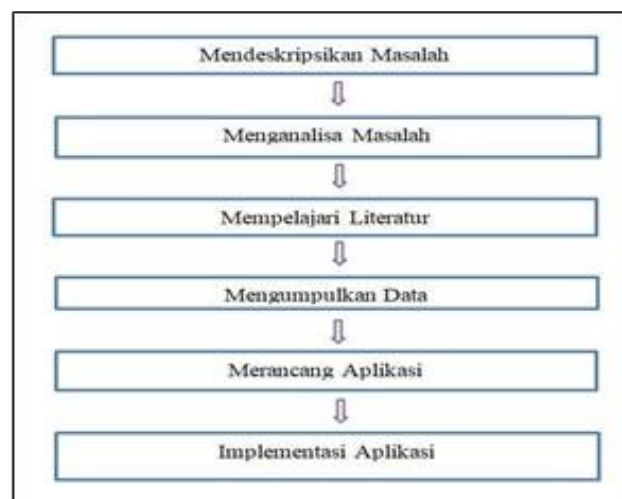 Mendeskripsikan Masalah
Menganalisa Masalah
Mempelajari Literatur
Mengumpulkan Data
Merancang Aplikasi
Implementasi Aplikasi